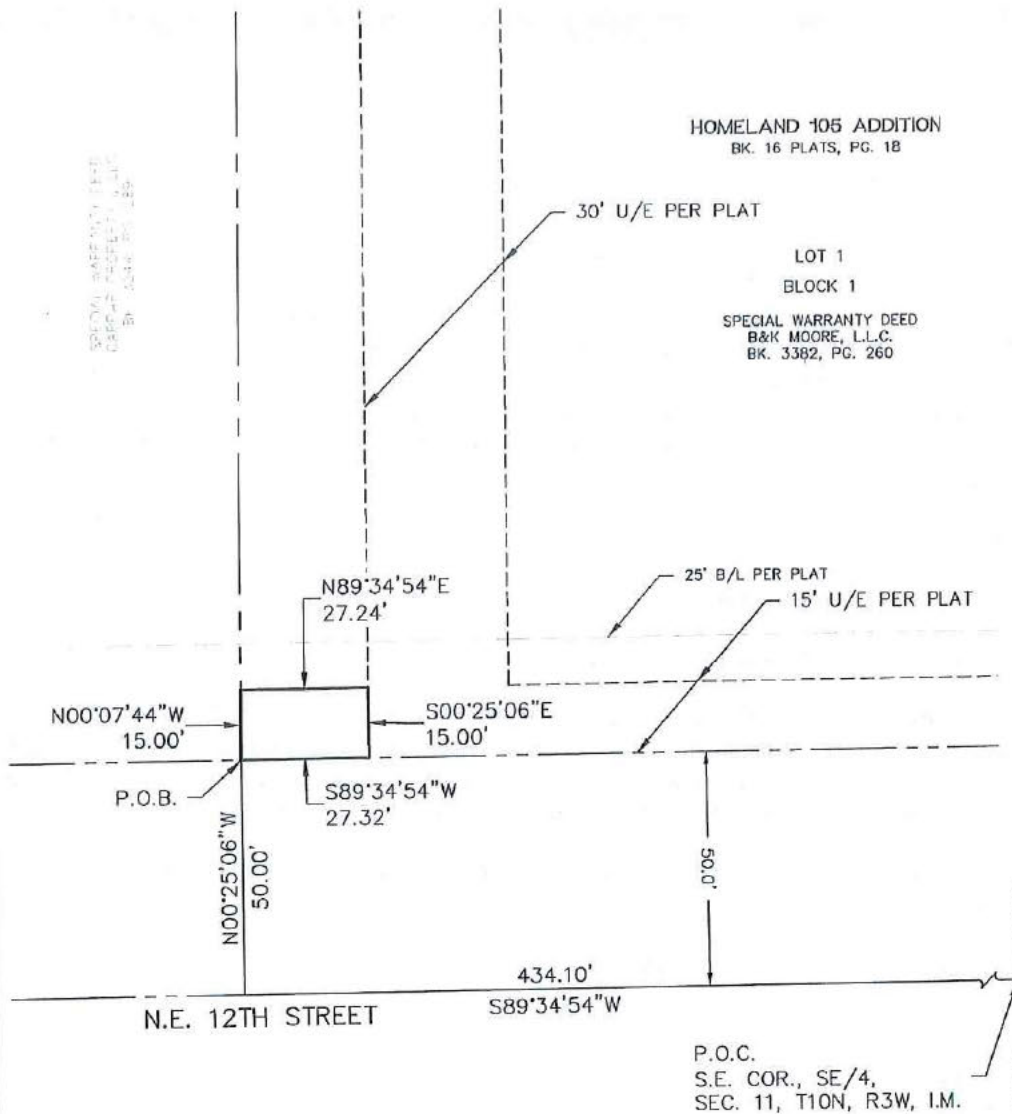 HOMELAND 105 ADDITION
BK. 16 PLATS, PG. 18
30' U/E PER PLAT
LOT 1
BLOCK 1
SPECIAL WARRANTY DEED
B&K MOORE, L.L.C.
BK. 3382, PG. 260
SPECIAL WARRANTY DEED
25' B/L PER PLAT
15' U/E PER PLAT
N89°34'54"E
27.24'
N00°07'44"W
15.00'
S00°25'06"E
15.00'
P.O.B.
S89°34'54"W
27.32'
N00°25'06"W
50.00'
50.0'
434.10'
S89°34'54"W
N.E. 12TH STREET
P.O.C.
S.E. COR., SE/4,
SEC. 11, T10N, R3W, I.M.